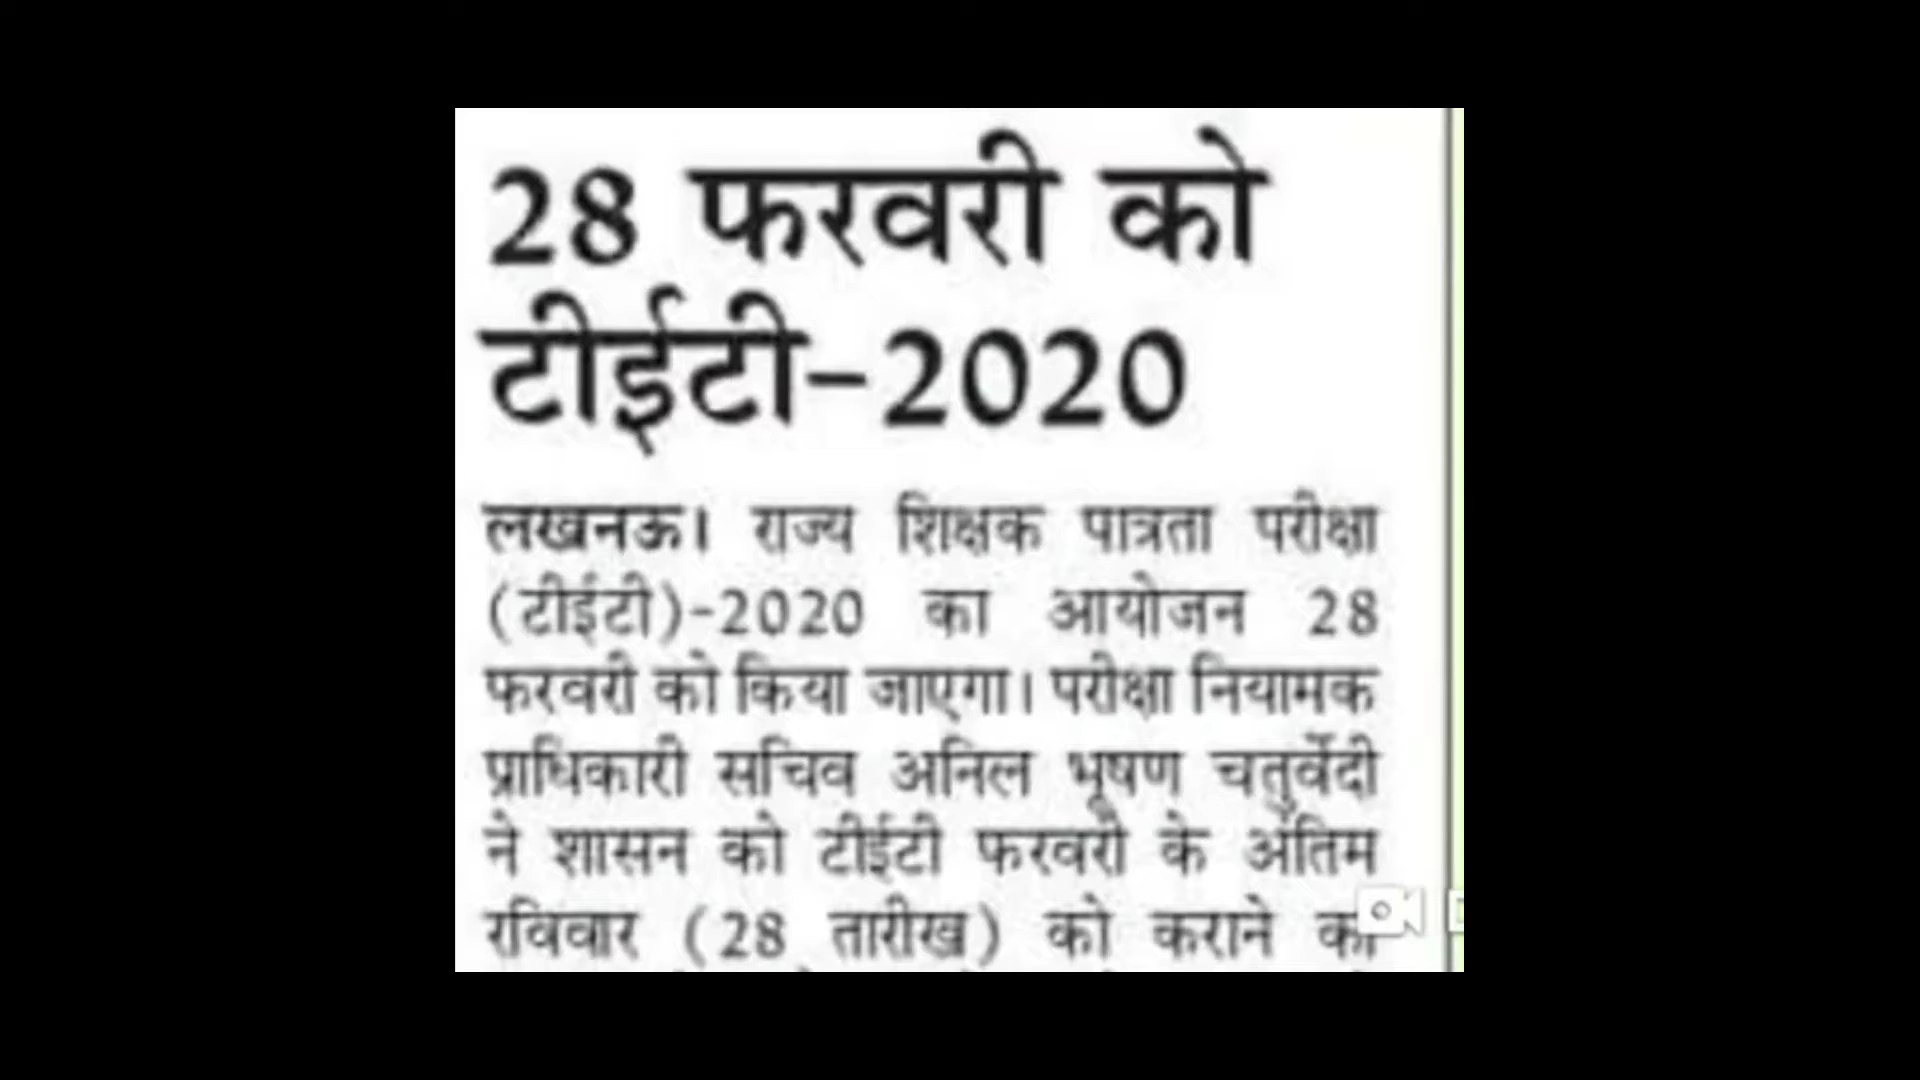 28 फरवरी को
टीईटी-2020
लखनऊ। राज्य शिक्षक पात्रता परीक्षा
(टीईटी)-2020 का आयोजन 28
फरवरी को किया जाएगा। परीक्षा नियामक
प्राधिकारी सचिव अनिल भूषण चतुर्वेदी
ने शासन को टीईटी फरवरी के अंतिम
रविवार (28 तारीख) को कराने का